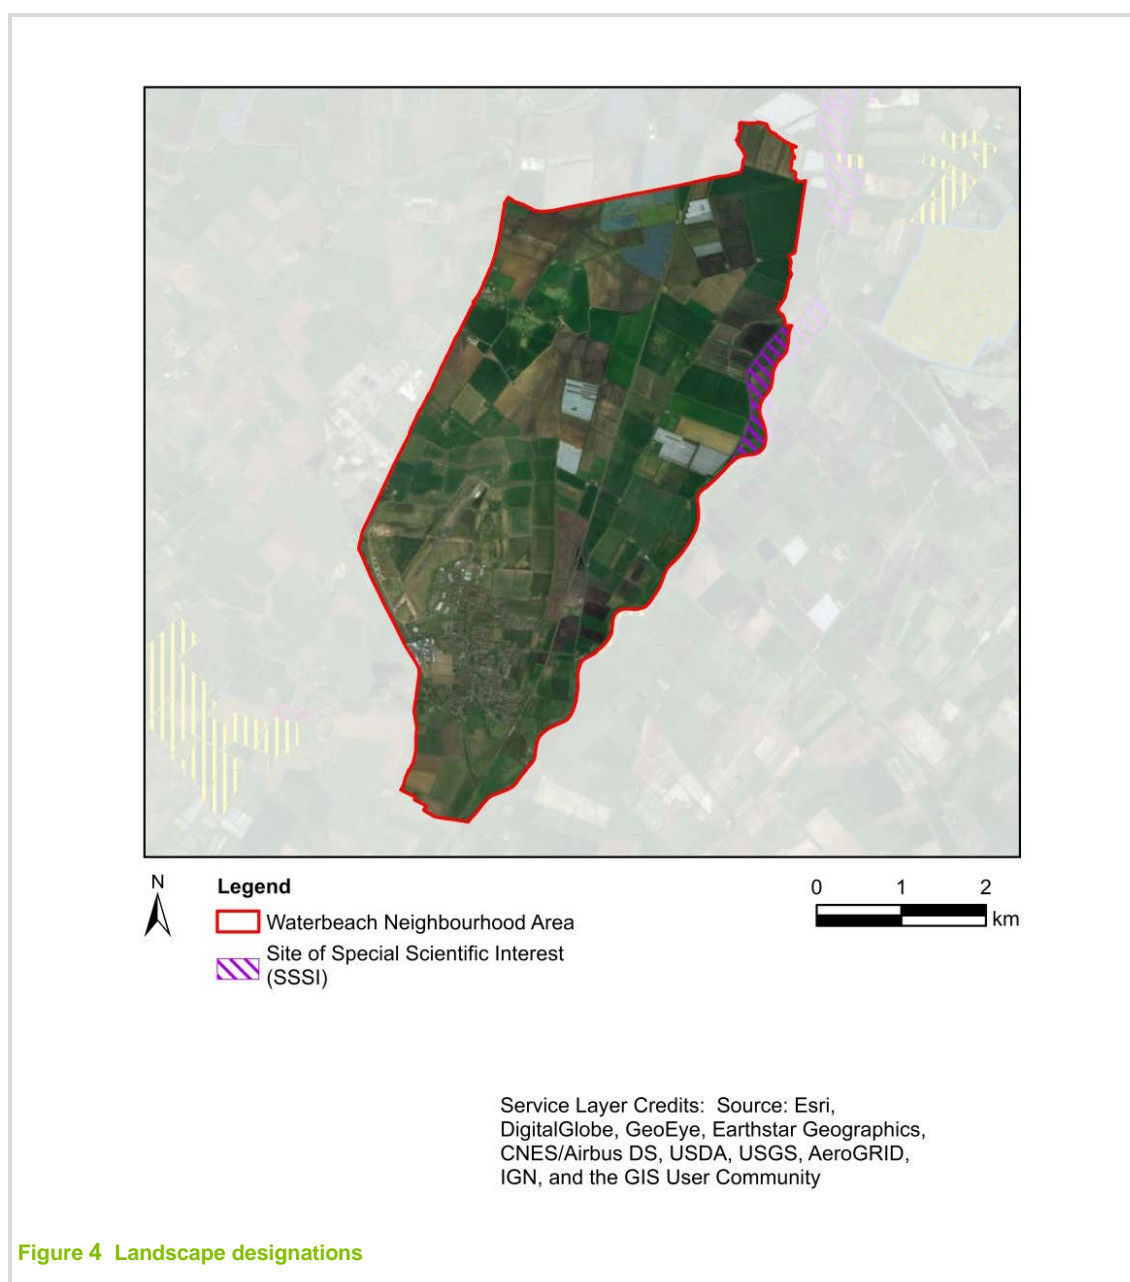 N
Legend
Waterbeach Neighbourhood Area
Site of Special Scientific Interest
(SSSI)
0 1 2
km
Service Layer Credits: Source: Esri,
DigitalGlobe, GeoEye, Earthstar Geographics,
CNES/Airbus DS, USDA, USGS, AeroGRID,
IGN, and the GIS User Community
Figure 4 Landscape designations